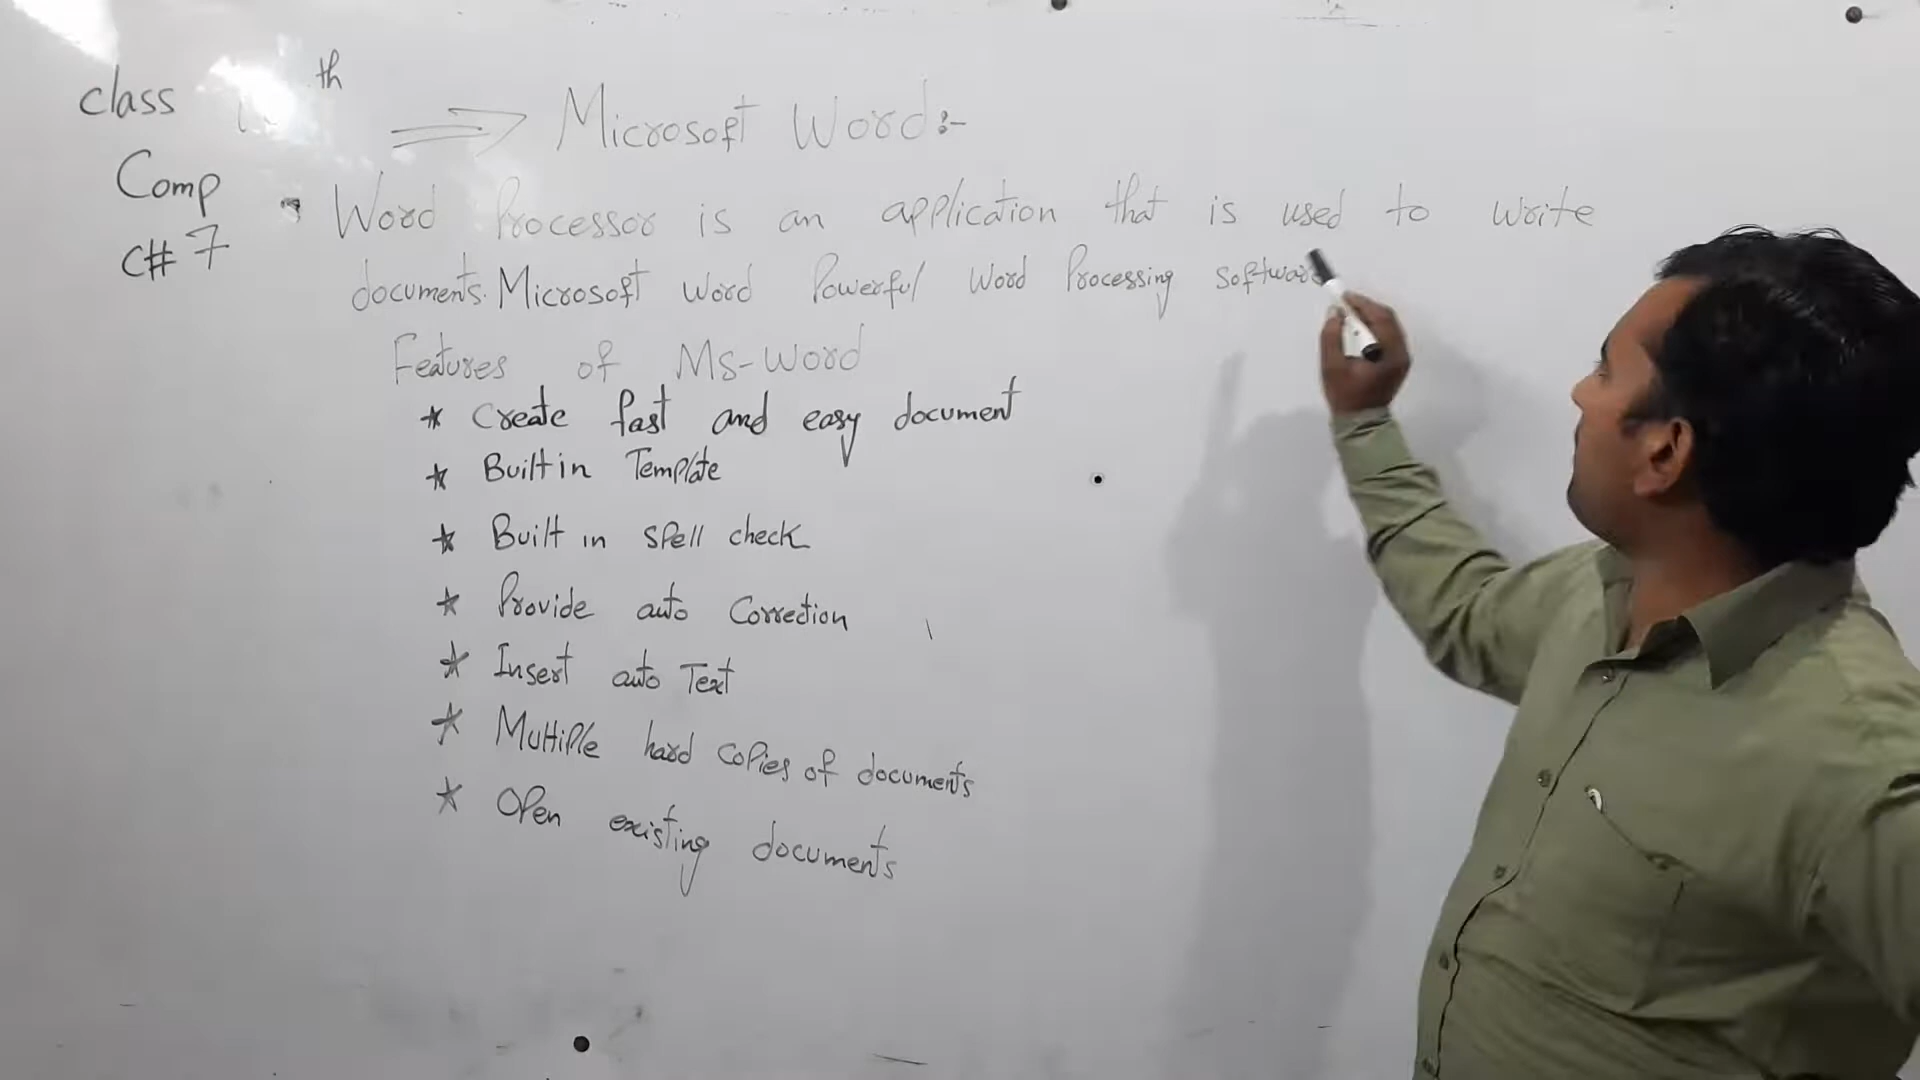 class th
Comp
C# 7
⇒ Microsoft Word:-
• Word Processor is an application that is used to write
documents. Microsoft Word Powerful Word Processing Software
Features of MS-Word
* Create fast and easy document
* Built in Template
* Built in spell check
* Provide auto Correction
* Insert auto Text
* Multiple hard copies of documents
* Open existing documents